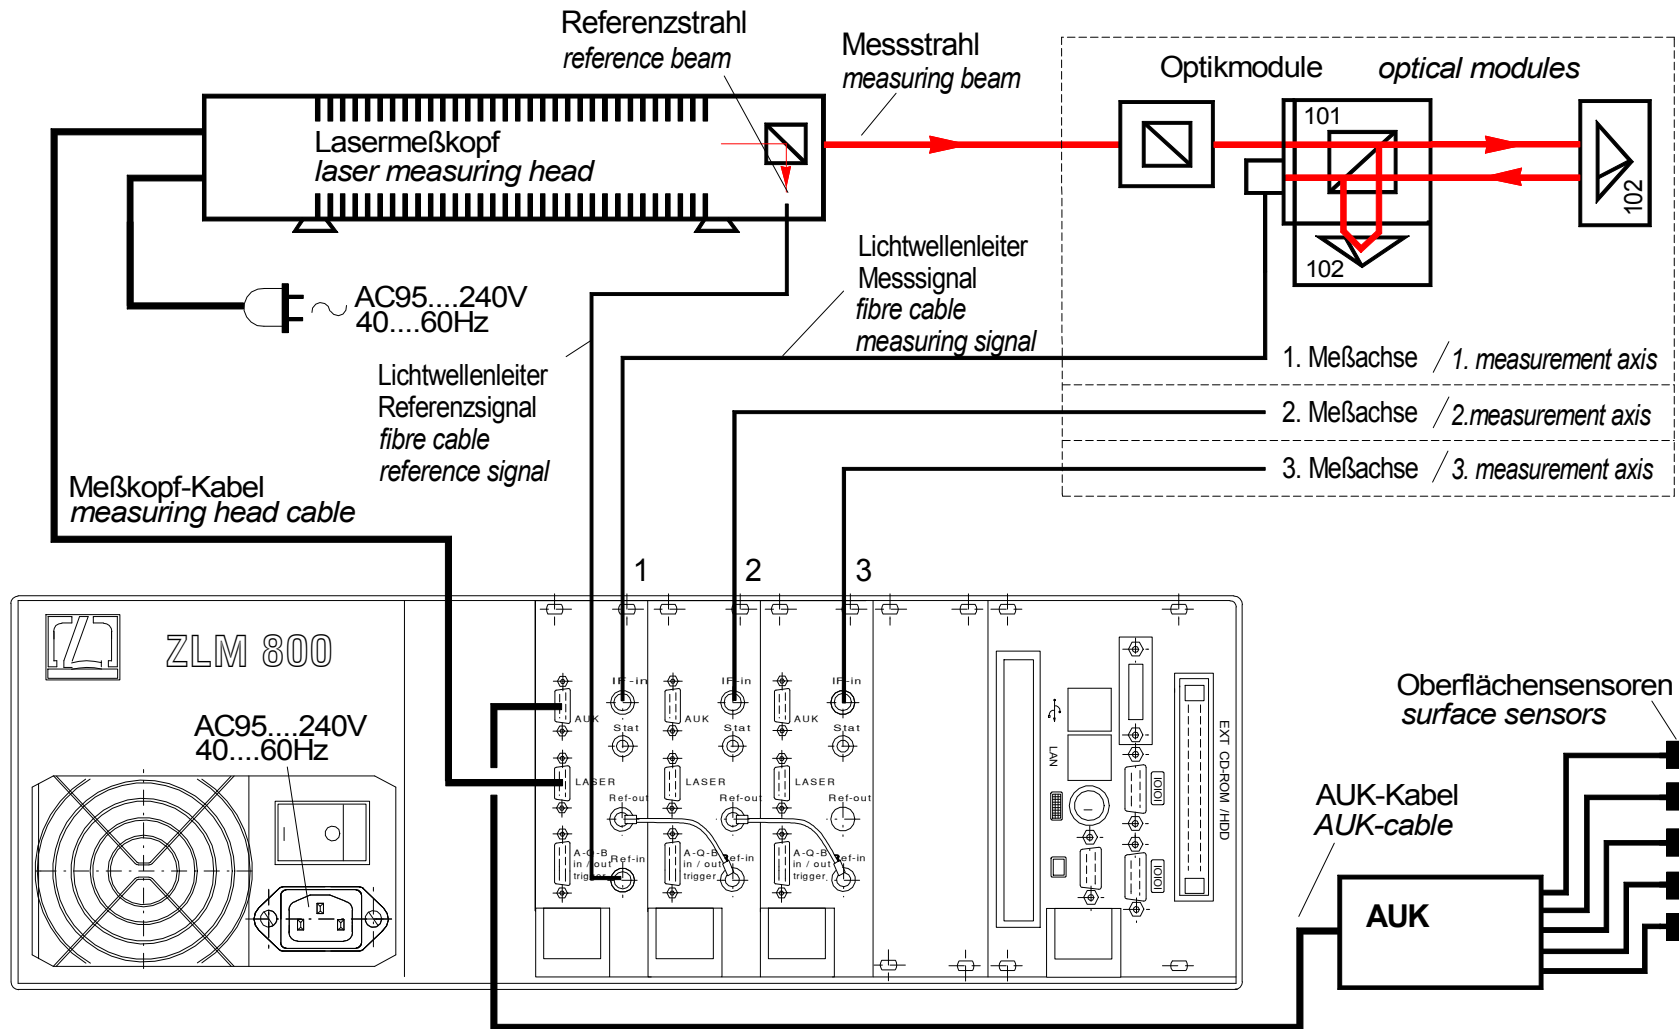 Referenzstrahl
reference beam
Messstrahl
measuring beam
Optikmodule optical modules
Lasermeßkopf
laser measuring head
101
102
102
AC95....240V
40....60Hz
Lichtwellenleiter
Messsignal
fibre cable
measuring signal
Lichtwellenleiter
Referenzsignal
fibre cable
reference signal
1. Meßachse / 1. measurement axis
2. Meßachse / 2.measurement axis
3. Meßachse / 3. measurement axis
Meßkopf-Kabel
measuring head cable
1 2 3
ZLM 800
AC95....240V
40....60Hz
IF-in
AUK
Stat
LASER
Ref-out
A-Q-B
in / out
trigger
Ref-in
IF-in
AUK
Stat
LASER
Ref-out
A-Q-B
in / out
trigger
Ref-in
IF-in
AUK
Stat
LASER
Ref-out
A-Q-B
in / out
trigger
Ref-in
LAN
IOIOI
IOIOI
EXT CD-ROM /HDD
Oberflächensensoren
surface sensors
AUK-Kabel
AUK-cable
AUK